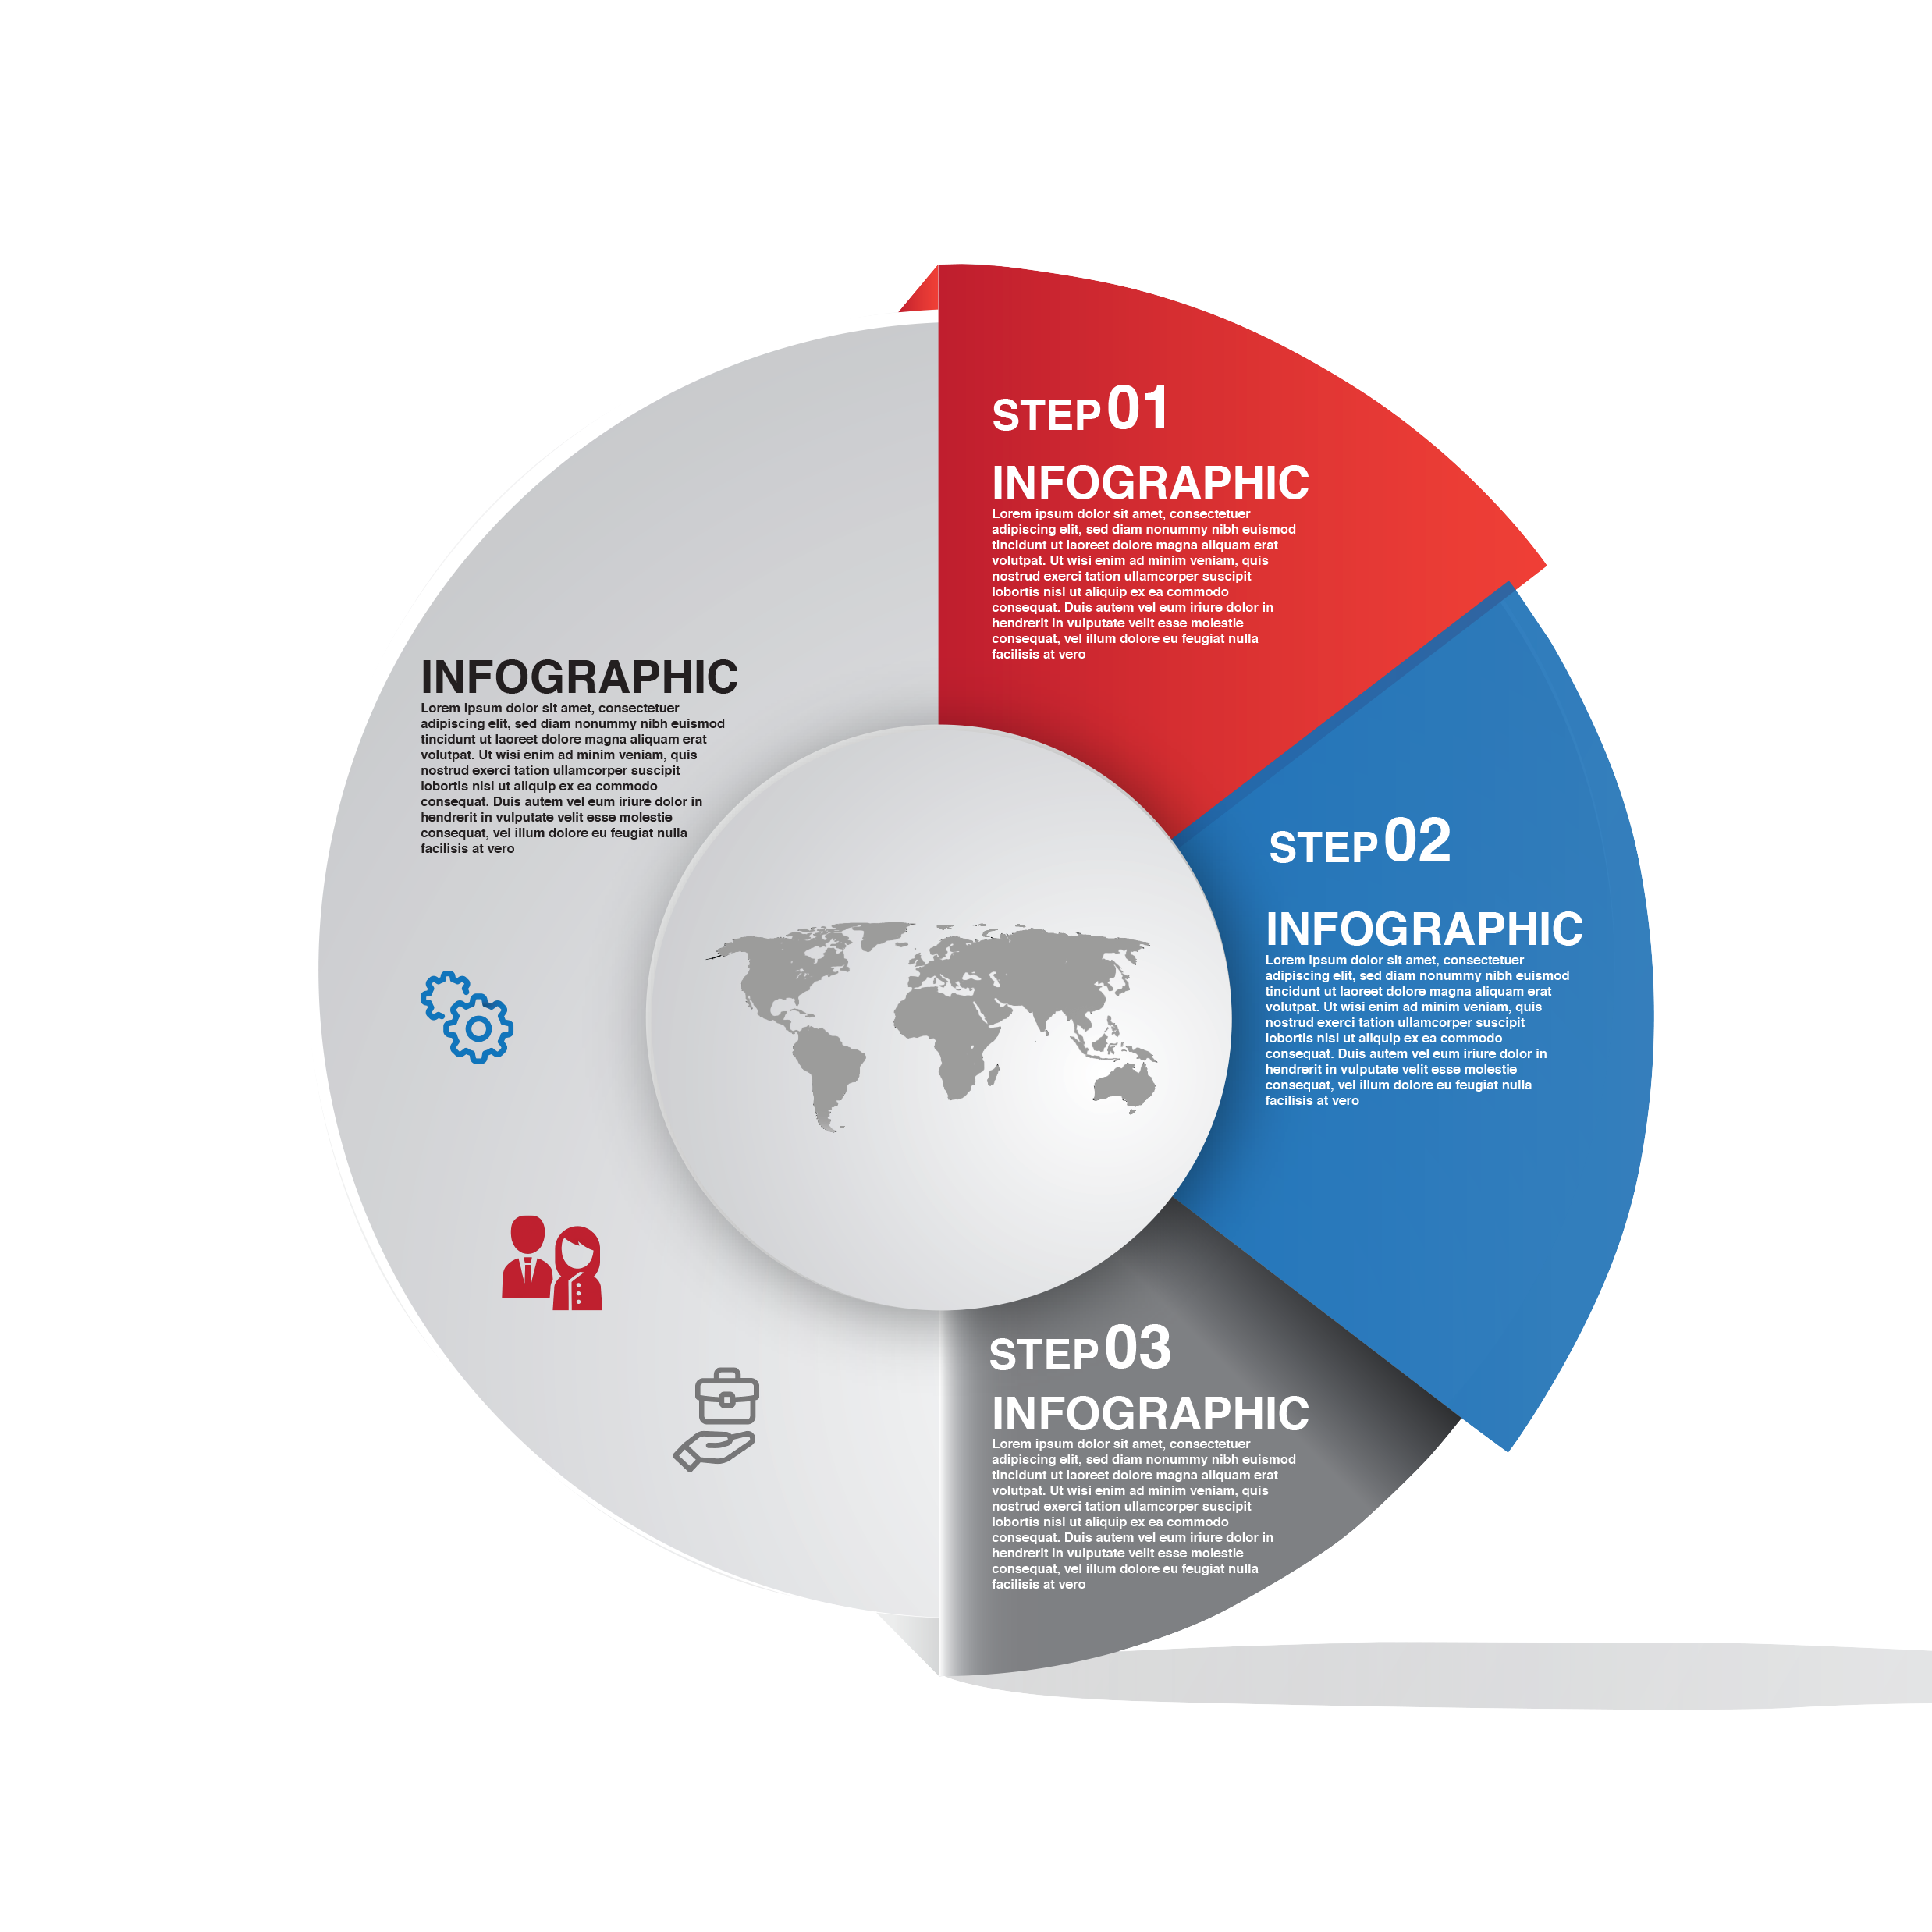 STEP 01
INFOGRAPHIC
Lorem ipsum dolor sit amet, consectetuer
adipiscing elit, sed diam nonummy nibh euismod
tincidunt ut laoreet dolore magna aliquam erat
volutpat. Ut wisi enim ad minim veniam, quis
nostrud exerci tation ullamcorper suscipit
lobortis nisl ut aliquip ex ea commodo
consequat. Duis autem vel eum iriure dolor in
hendrerit in vulputate velit esse molestie
consequat, vel illum dolore eu feugiat nulla
facilisis at vero
INFOGRAPHIC
Lorem ipsum dolor sit amet, consectetuer
adipiscing elit, sed diam nonummy nibh euismod
tincidunt ut laoreet dolore magna aliquam erat
volutpat. Ut wisi enim ad minim veniam, quis
nostrud exerci tation ullamcorper suscipit
lobortis nisl ut aliquip ex ea commodo
consequat. Duis autem vel eum iriure dolor in
hendrerit in vulputate velit esse molestie
consequat, vel illum dolore eu feugiat nulla
facilisis at vero
STEP 02
INFOGRAPHIC
Lorem ipsum dolor sit amet, consectetuer
adipiscing elit, sed diam nonummy nibh euismod
tincidunt ut laoreet dolore magna aliquam erat
volutpat. Ut wisi enim ad minim veniam, quis
nostrud exerci tation ullamcorper suscipit
lobortis nisl ut aliquip ex ea commodo
consequat. Duis autem vel eum iriure dolor in
hendrerit in vulputate velit esse molestie
consequat, vel illum dolore eu feugiat nulla
facilisis at vero
STEP 03
INFOGRAPHIC
Lorem ipsum dolor sit amet, consectetuer
adipiscing elit, sed diam nonummy nibh euismod
tincidunt ut laoreet dolore magna aliquam erat
volutpat. Ut wisi enim ad minim veniam, quis
nostrud exerci tation ullamcorper suscipit
lobortis nisl ut aliquip ex ea commodo
consequat. Duis autem vel eum iriure dolor in
hendrerit in vulputate velit esse molestie
consequat, vel illum dolore eu feugiat nulla
facilisis at vero